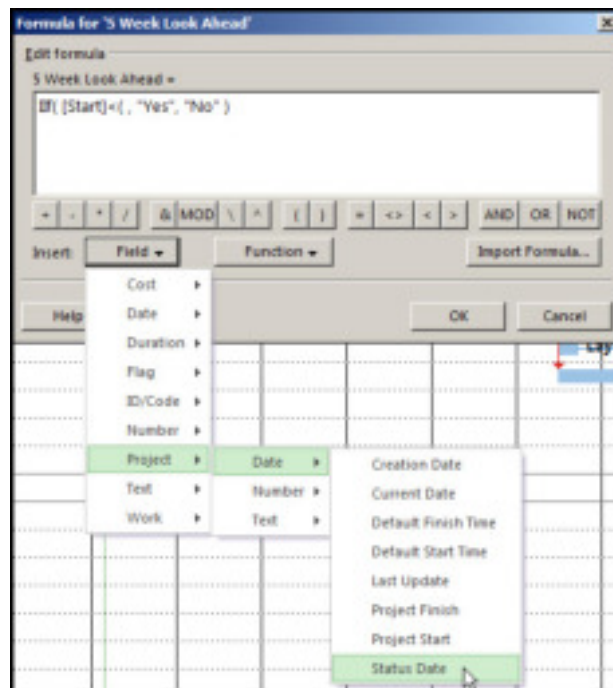 Formula for '5 Week Look Ahead'
Edit formula
5 Week Look Ahead =
IIf( [Start]<( , "Yes", "No" )
+ - * / & MOD \ ^ ( ) = <> < > AND OR NOT
Insert: Field Function Import Formula...
Help OK Cancel
Cost
Date
Duration
Flag
ID/Code
Number
Project
Text
Work
Date
Number
Text
Creation Date
Current Date
Default Finish Time
Default Start Time
Last Update
Project Finish
Project Start
Status Date